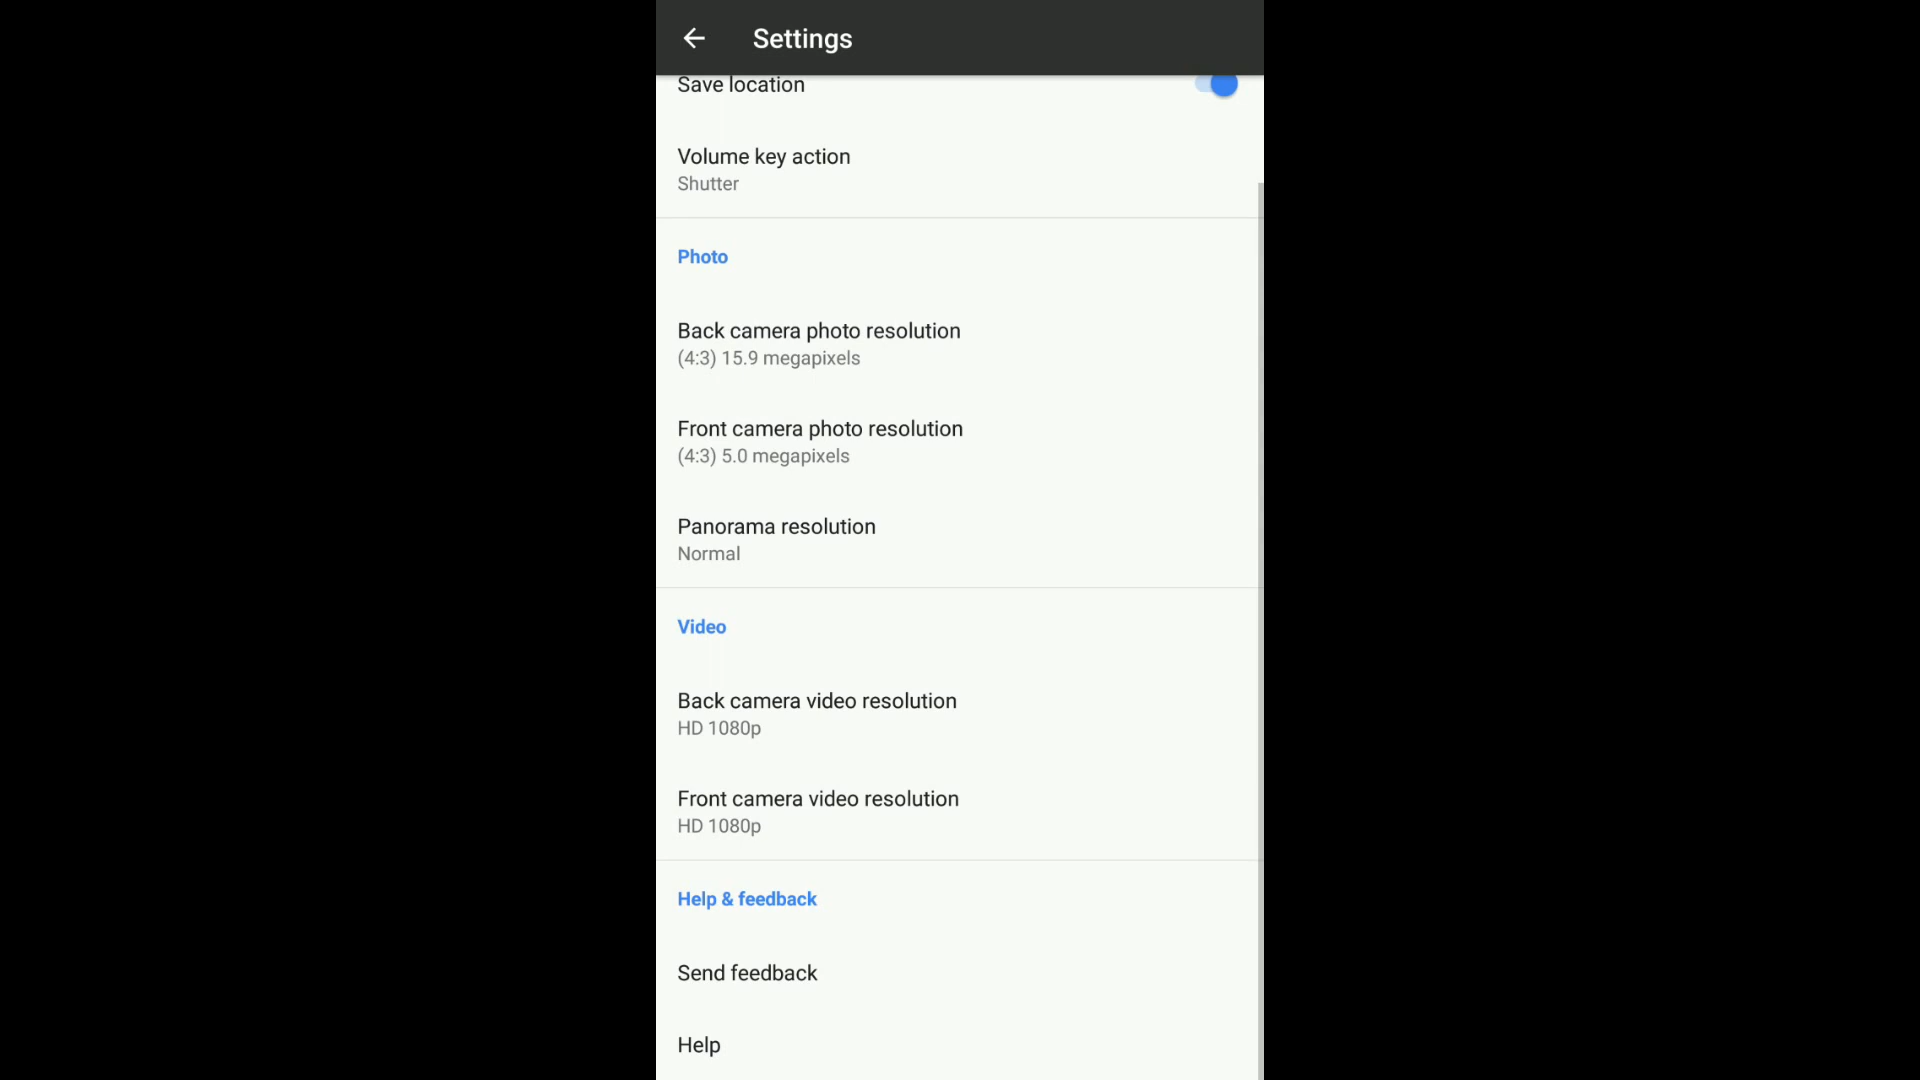 Settings
Save location
Volume key action
Shutter
Photo
Back camera photo resolution
(4:3) 15.9 megapixels
Front camera photo resolution
(4:3) 5.0 megapixels
Panorama resolution
Normal
Video
Back camera video resolution
HD 1080p
Front camera video resolution
HD 1080p
Help & feedback
Send feedback
Help